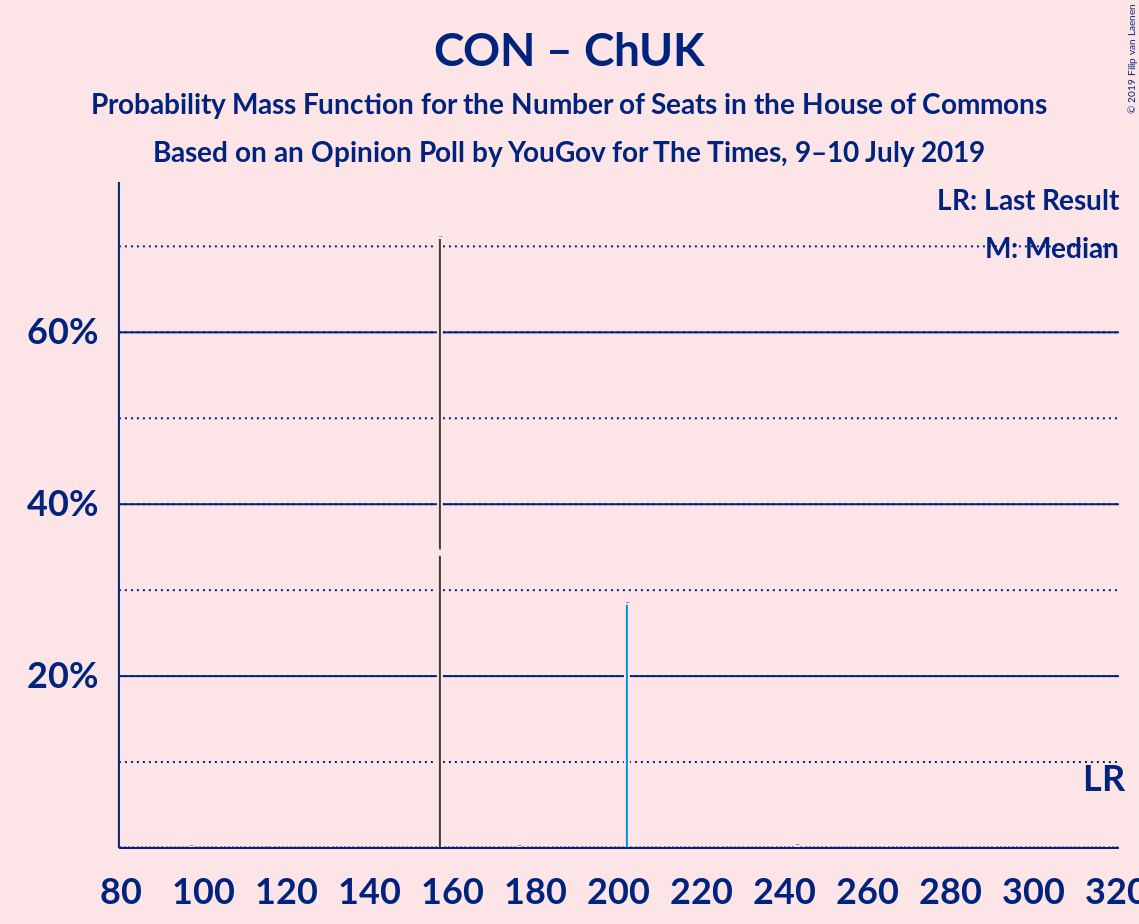 CON – ChUK
Probability Mass Function for the Number of Seats in the House of Commons
Based on an Opinion Poll by YouGov for The Times, 9–10 July 2019
© 2019 Filip van Laenen
LR: Last Result
M: Median
60%
40%
20%
LR
80 100 120 140 160 180 200 220 240 260 280 300 320